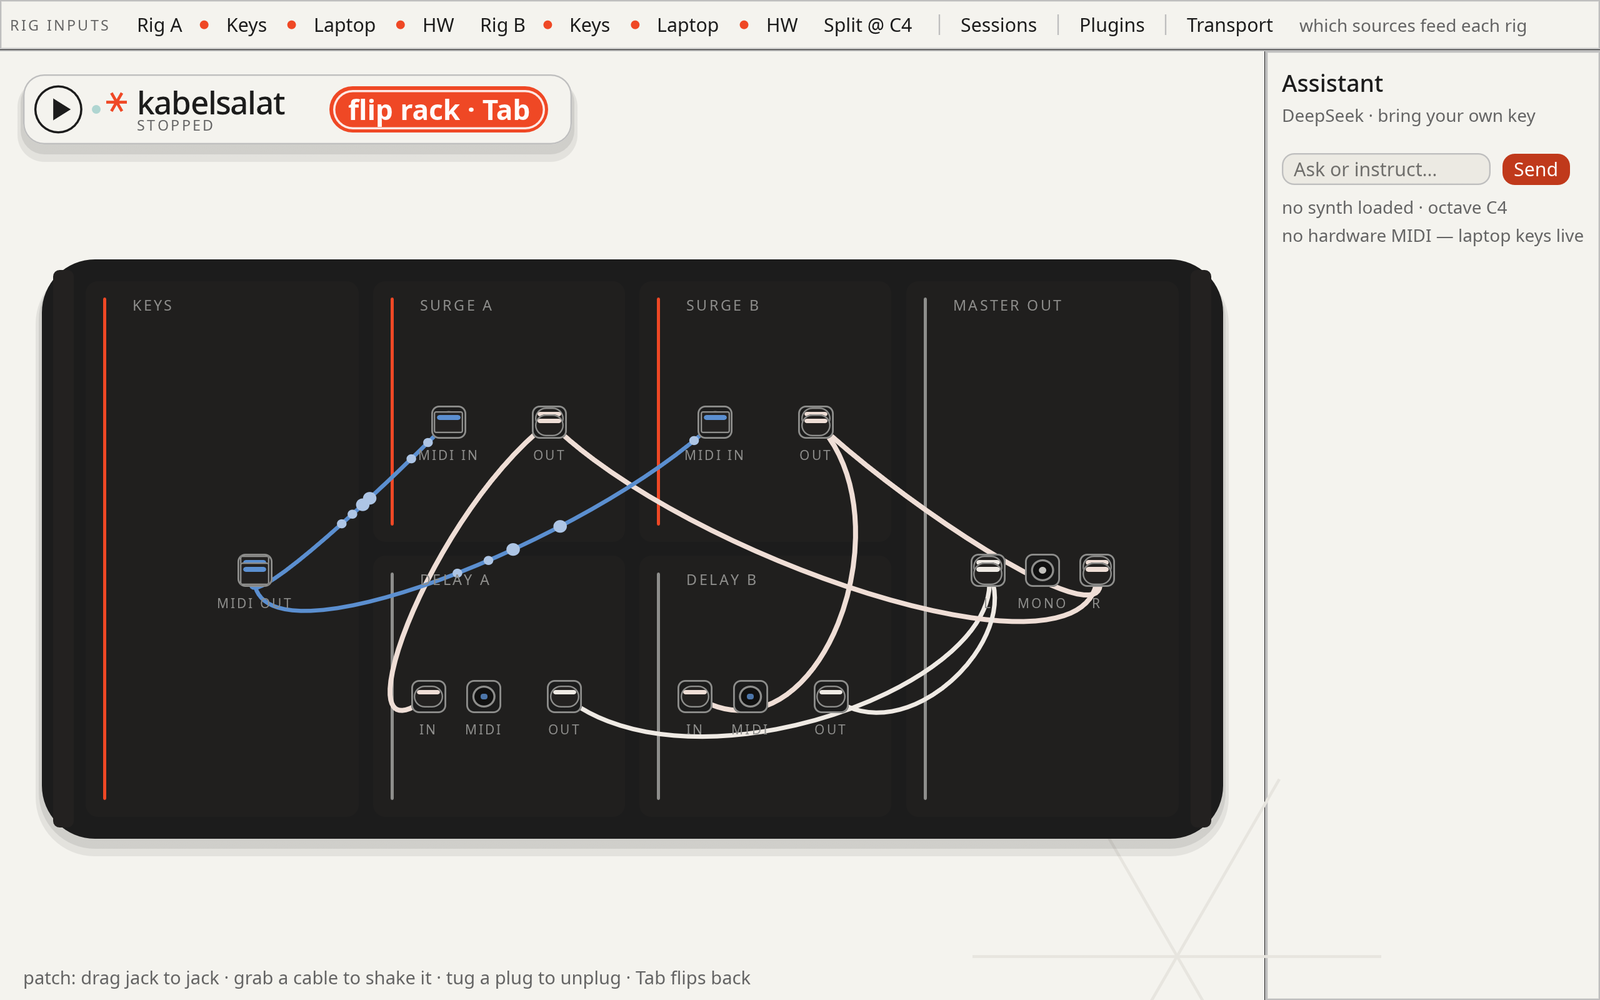 RIG INPUTS Rig A Keys Laptop HW Rig B Keys Laptop HW Split @ C4 Sessions Plugins Transport which sources feed each rig
kabelsalat
STOPPED
flip rack · Tab
Assistant
DeepSeek · bring your own key
Ask or instruct... Send
no synth loaded · octave C4
no hardware MIDI — laptop keys live
KEYS SURGE A SURGE B MASTER OUT
MIDI IN OUT MIDI IN OUT
DELAY A DELAY B
MIDI OUT L MONO R
IN MIDI OUT IN MIDI OUT
patch: drag jack to jack · grab a cable to shake it · tug a plug to unplug · Tab flips back